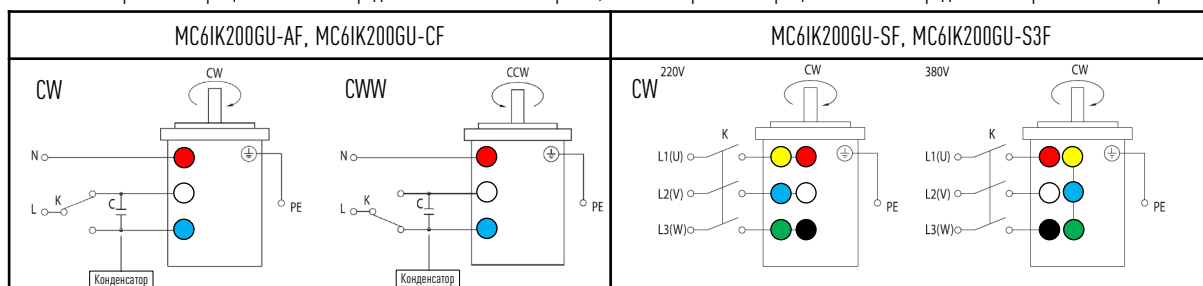 MC6IK200GU-AF, MC6IK200GU-CF
CW
CW
N
L
K
C
PE
Конденсатор
CWW
CCW
N
L
K
C
PE
Конденсатор
MC6IK200GU-SF, MC6IK200GU-S3F
CW
220V
CW
K
L1(U)
L2(V)
L3(W)
PE
380V
CW
K
L1(U)
L2(V)
L3(W)
PE